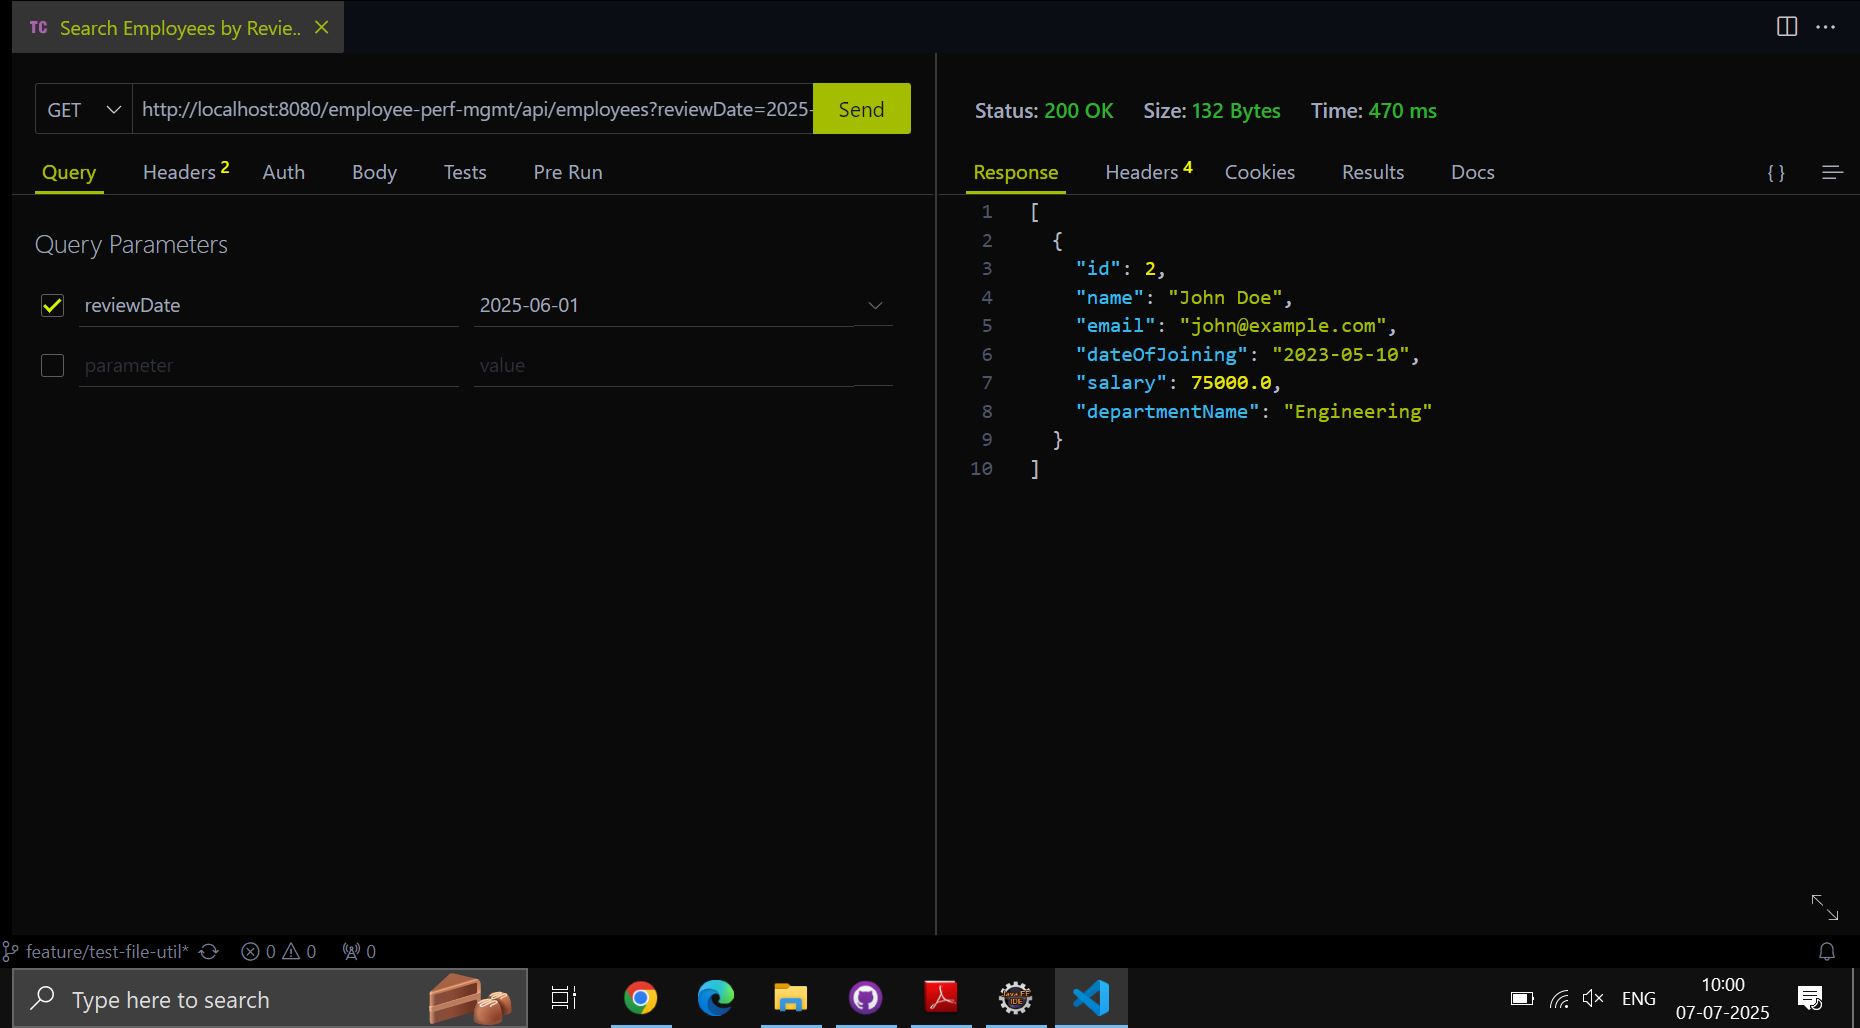 TC Search Employees by Revie..
GET http://localhost:8080/employee-perf-mgmt/api/employees?reviewDate=2025- Send
Query Headers 2 Auth Body Tests Pre Run
Query Parameters
reviewDate 2025-06-01
parameter value
Status: 200 OK Size: 132 Bytes Time: 470 ms
Response Headers 4 Cookies Results Docs { }
1 [
2 {
3 "id": 2,
4 "name": "John Doe",
5 "email": "john@example.com",
6 "dateOfJoining": "2023-05-10",
7 "salary": 75000.0,
8 "departmentName": "Engineering"
9 }
10 ]
feature/test-file-util* 0 0 0
Type here to search
ENG
10:00
07-07-2025